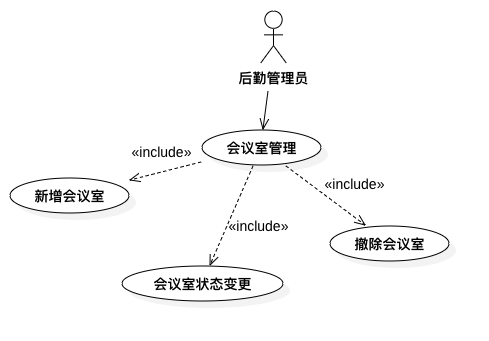 后勤管理员
会议室管理
«include»
新增会议室
«include»
撤除会议室
«include»
会议室状态变更